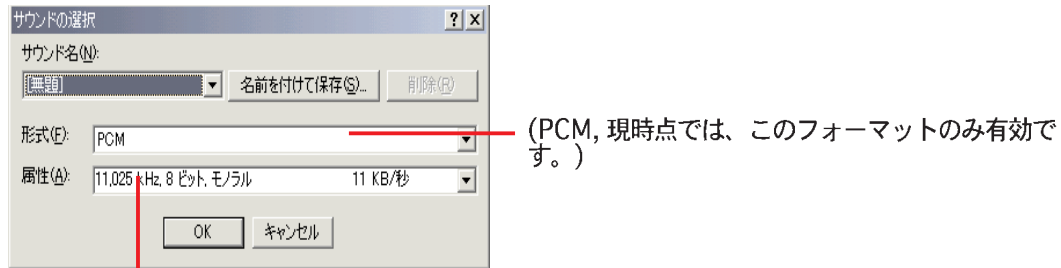 サウンドの選択
サウンド名(N):
[無題]
名前を付けて保存(S)...
削除(R)
形式(F):
PCM
(PCM, 現時点では、このフォーマットのみ有効で
す。)
属性(A):
11,025 kHz, 8 ビット, モノラル 11 KB/秒
OK
キャンセル